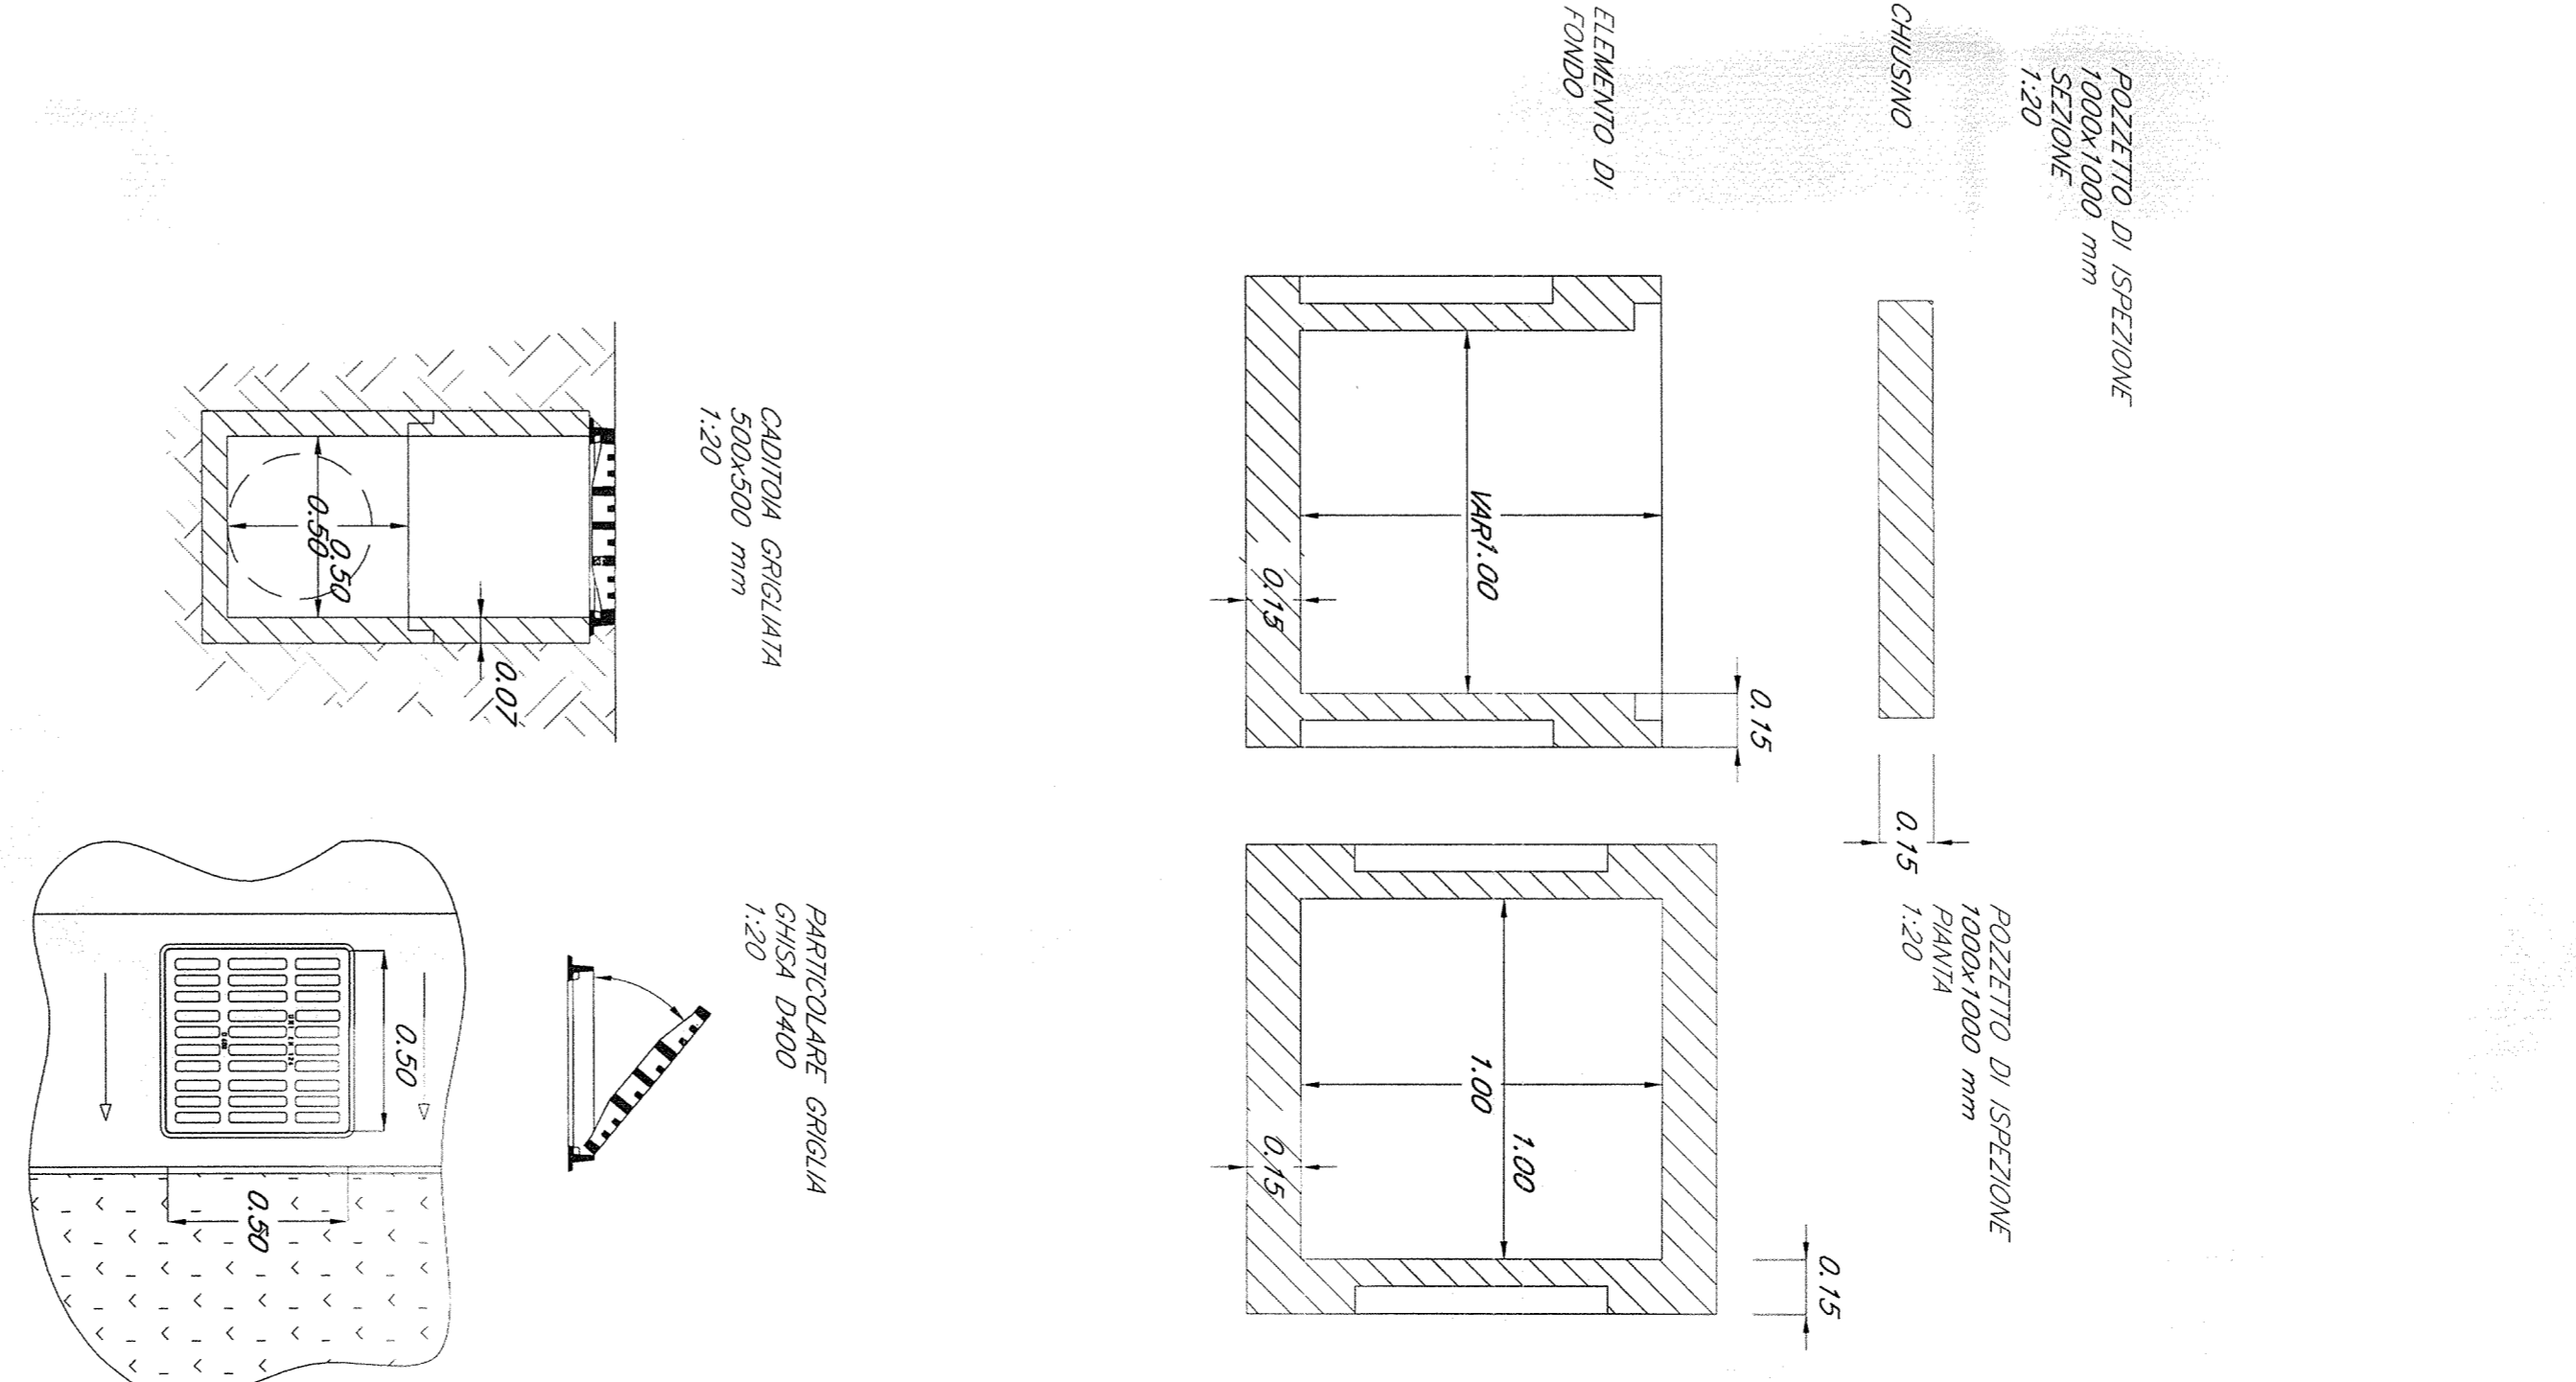 POZZETTO DI ISPEZIONE
1000x1000 mm
SEZIONE
1:20
CHIUSINO
0.15
ELEMENTO DI
FONDO
0.15
VAR1.00
0.15
POZZETTO DI ISPEZIONE
1000x1000 mm
PIANTA
1:20
0.15
1.00
1.00
0.15
CADITOIA GRIGLIATA
500x500 mm
1:20
0.07
0.50
0.50
PARTICOLARE GRIGLIA
GHISA D400
1:20
0.50
0.50